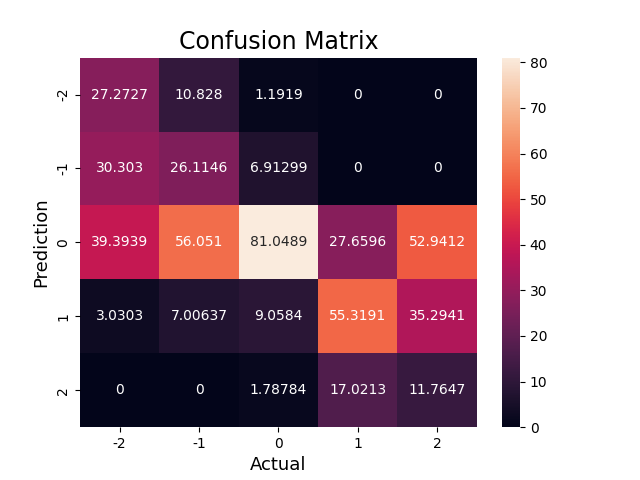 Confusion Matrix
-2 27.2727 10.828 1.1919 0 0
-1 30.303 26.1146 6.91299 0 0
0 39.3939 56.051 81.0489 27.6596 52.9412
1 3.0303 7.00637 9.0584 55.3191 35.2941
2 0 0 1.78784 17.0213 11.7647
-2 -1 0 1 2
Prediction
Actual
80
70
60
50
40
30
20
10
0